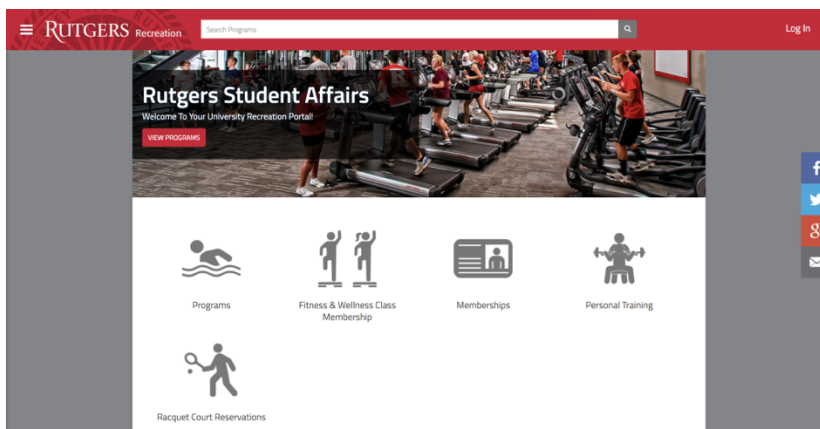 RUTGERS Recreation
Search Programs
Log In
Rutgers Student Affairs
Welcome To Your University Recreation Portal!
VIEW PROGRAMS
Programs
Fitness & Wellness Class
Membership
Memberships
Personal Training
Racquet Court Reservations